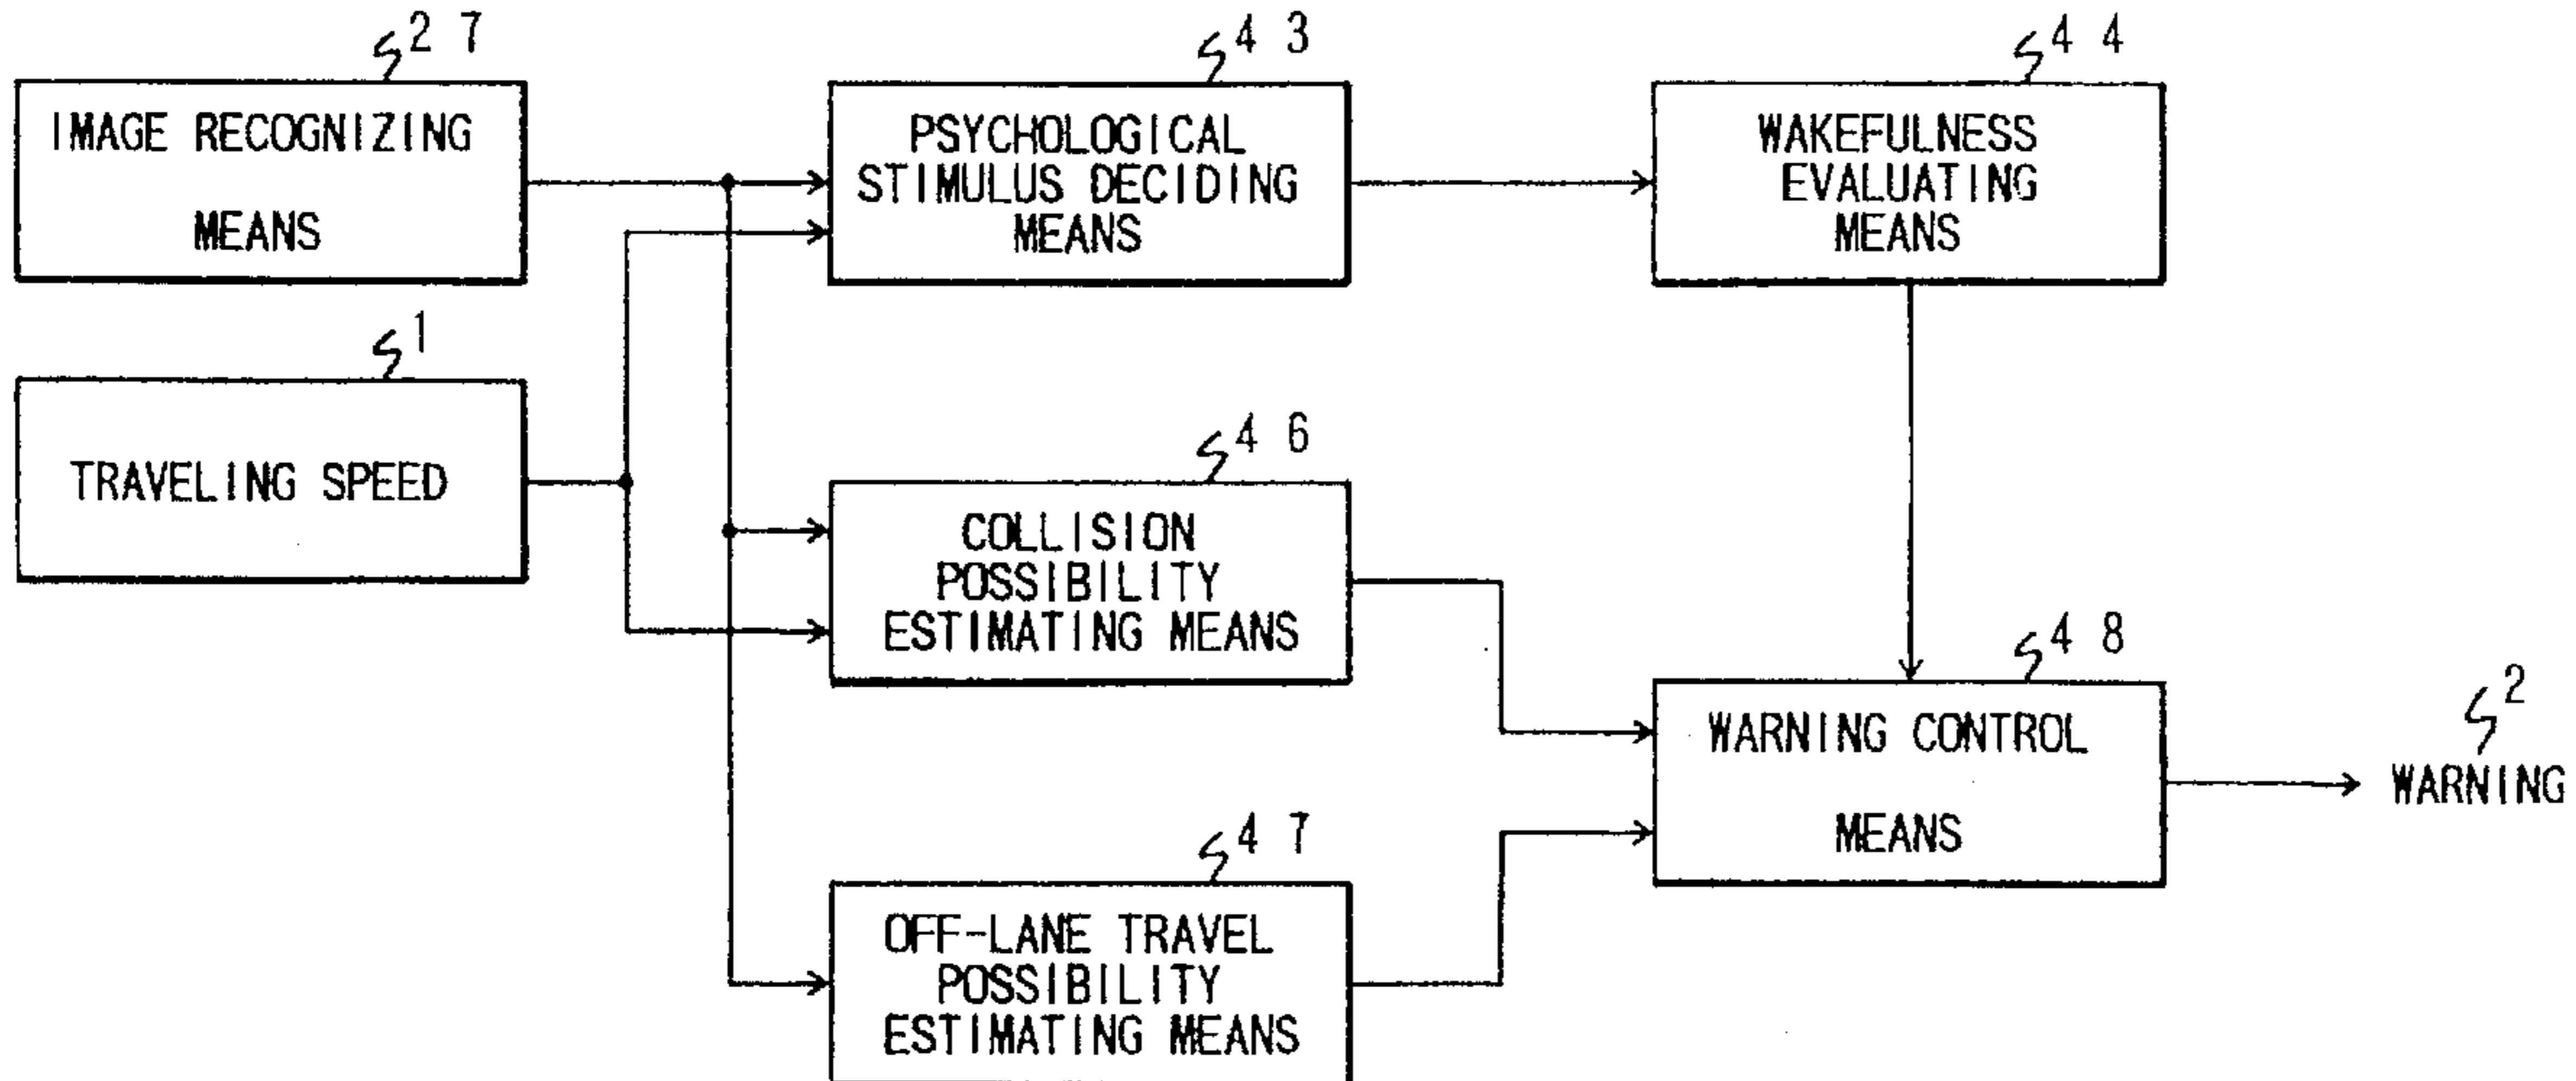 27
IMAGE RECOGNIZING
MEANS
43
PSYCHOLOGICAL
STIMULUS DECIDING
MEANS
44
WAKEFULNESS
EVALUATING
MEANS
1
TRAVELING SPEED
46
COLLISION
POSSIBILITY
ESTIMATING MEANS
47
OFF-LANE TRAVEL
POSSIBILITY
ESTIMATING MEANS
48
WARNING CONTROL
MEANS
2
WARNING